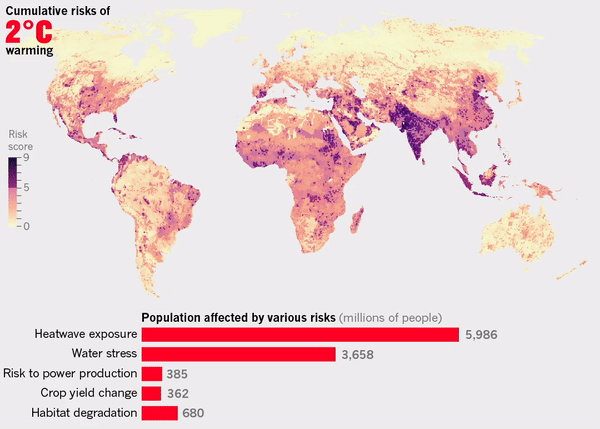 Cumulative risks of
2°C
warming
Risk
score
9
5
0
Population affected by various risks (millions of people)
Heatwave exposure 5,986
Water stress 3,658
Risk to power production 385
Crop yield change 362
Habitat degradation 680